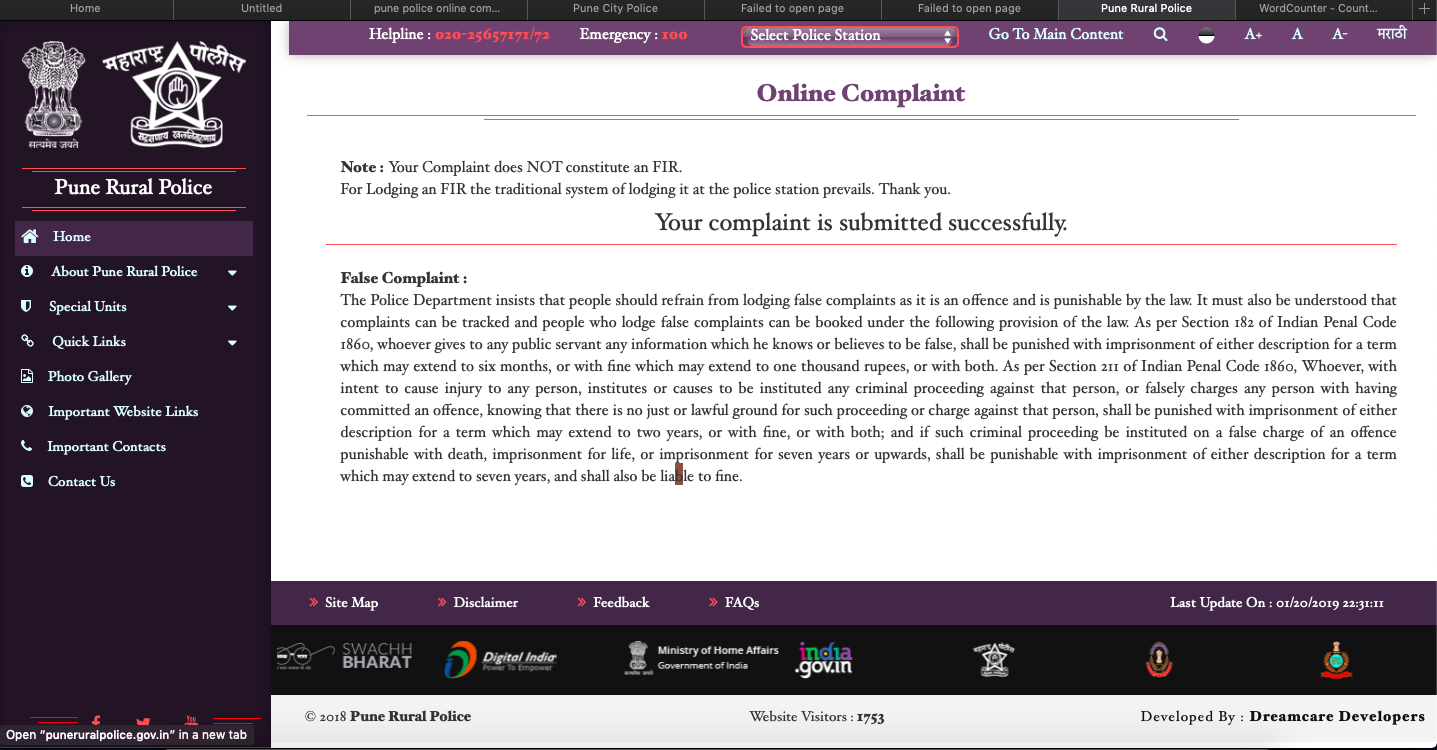 Home
Untitled
pune police online com...
Pune City Police
Failed to open page
Failed to open page
Pune Rural Police
WordCounter - Count...
महाराष्ट्र पोलीस
सद्रक्षणाय खलनिग्रहणाय
सत्यमेव जयते
Pune Rural Police
Home
About Pune Rural Police
Special Units
Quick Links
Photo Gallery
Important Website Links
Important Contacts
Contact Us
Open “puneruralpolice.gov.in” in a new tab
Helpline : 020-25657171/72
Emergency : 100
Select Police Station
Go To Main Content
A+
A
A-
मराठी
Online Complaint
Note : Your Complaint does NOT constitute an FIR.
For Lodging an FIR the traditional system of lodging it at the police station prevails. Thank you.
Your complaint is submitted successfully.
False Complaint :
The Police Department insists that people should refrain from lodging false complaints as it is an offence and is punishable by the law. It must also be understood that
complaints can be tracked and people who lodge false complaints can be booked under the following provision of the law. As per Section 182 of Indian Penal Code
1860, whoever gives to any public servant any information which he knows or believes to be false, shall be punished with imprisonment of either description for a term
which may extend to six months, or with fine which may extend to one thousand rupees, or with both. As per Section 211 of Indian Penal Code 1860, Whoever, with
intent to cause injury to any person, institutes or causes to be instituted any criminal proceeding against that person, or falsely charges any person with having
committed an offence, knowing that there is no just or lawful ground for such proceeding or charge against that person, shall be punished with imprisonment of either
description for a term which may extend to two years, or with fine, or with both; and if such criminal proceeding be instituted on a false charge of an offence
punishable with death, imprisonment for life, or imprisonment for seven years or upwards, shall be punishable with imprisonment of either description for a term
which may extend to seven years, and shall also be liable to fine.
Site Map
Disclaimer
Feedback
FAQs
Last Update On : 01/20/2019 22:31:11
SWACHH
BHARAT
Digital India
Power To Empower
Ministry of Home Affairs
Government of India
india
.gov.in
© 2018 Pune Rural Police
Website Visitors : 1753
Developed By : Dreamcare Developers